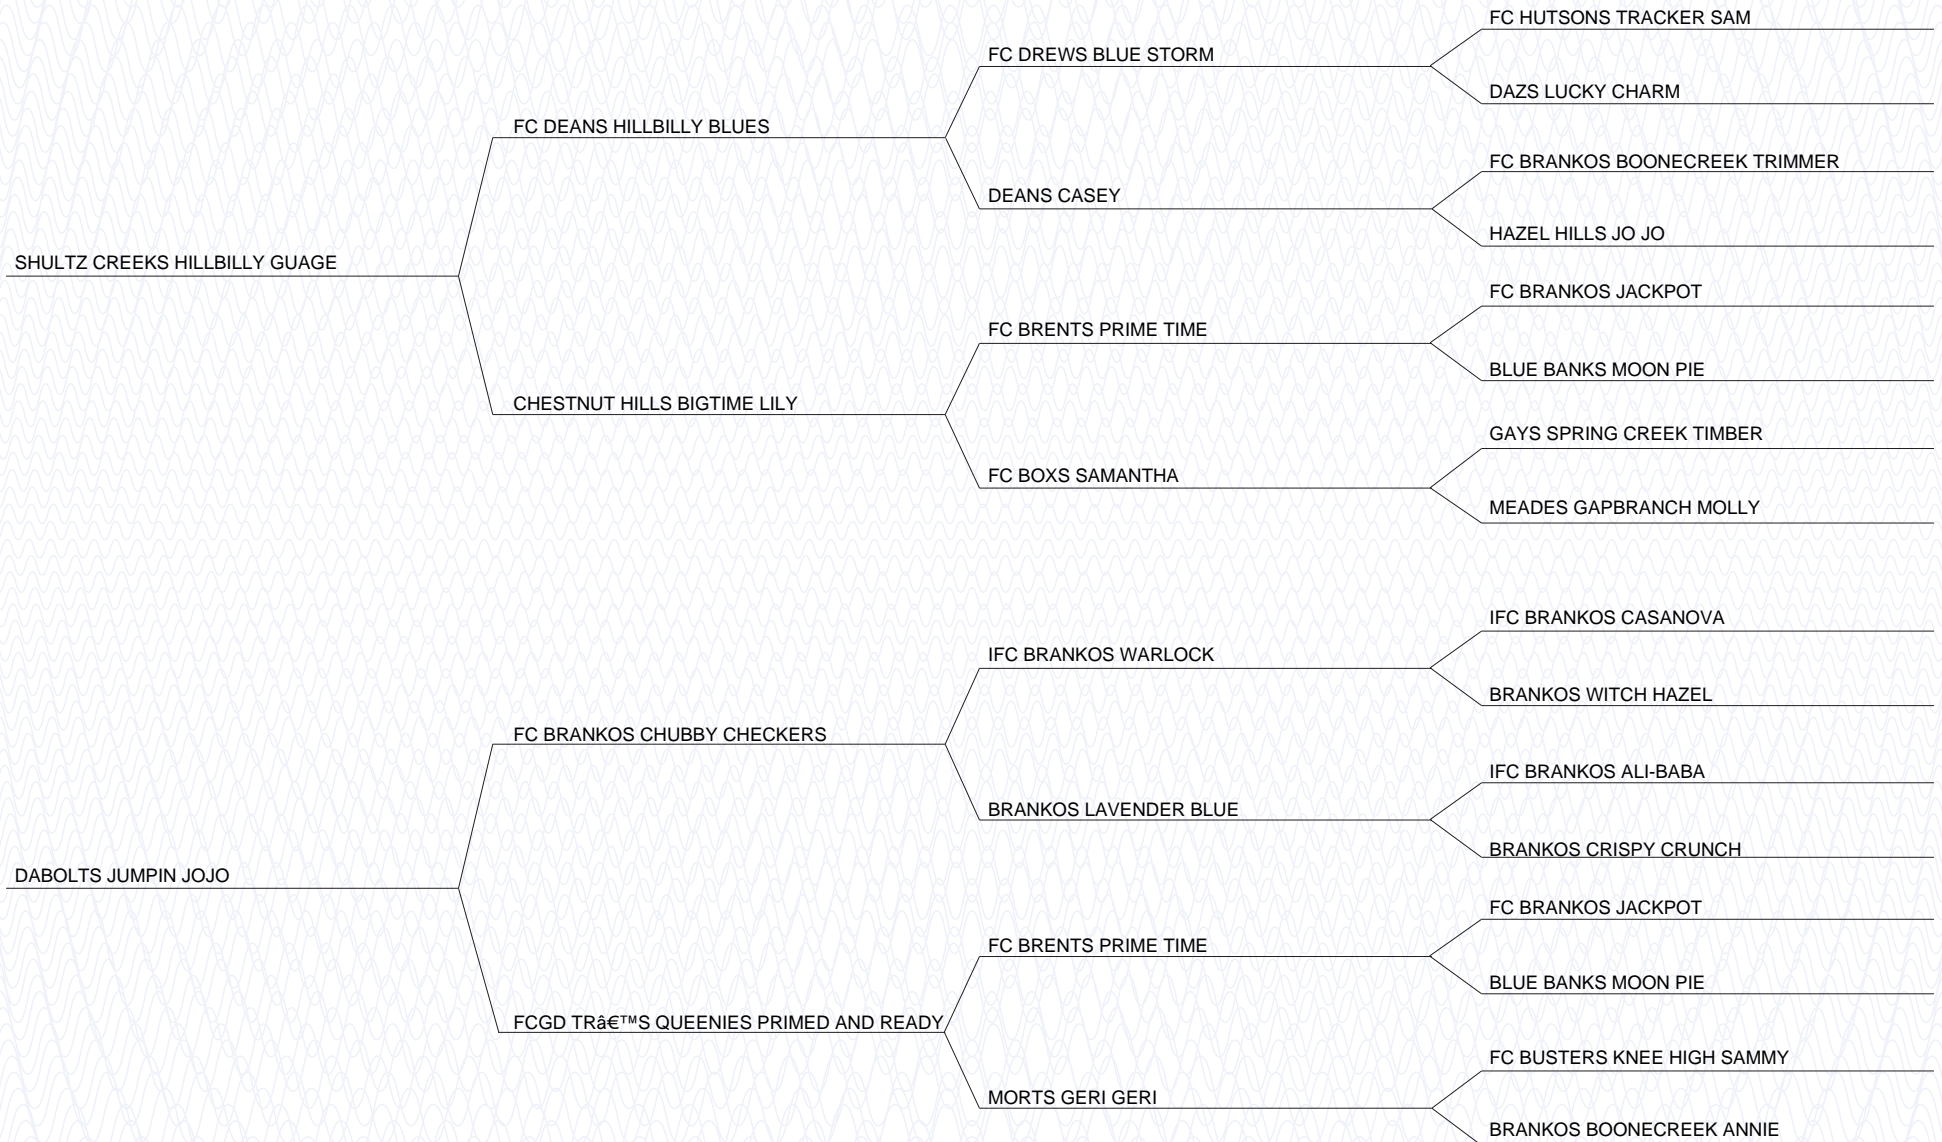 FC HUTSONS TRACKER SAM
FC DREWS BLUE STORM
DAZS LUCKY CHARM
FC DEANS HILLBILLY BLUES
FC BRANKOS BOONECREEK TRIMMER
DEANS CASEY
HAZEL HILLS JO JO
SHULTZ CREEKS HILLBILLY GUAGE
FC BRANKOS JACKPOT
FC BRENTS PRIME TIME
BLUE BANKS MOON PIE
CHESTNUT HILLS BIGTIME LILY
GAYS SPRING CREEK TIMBER
FC BOXS SAMANTHA
MEADES GAPBRANCH MOLLY
IFC BRANKOS CASANOVA
IFC BRANKOS WARLOCK
BRANKOS WITCH HAZEL
FC BRANKOS CHUBBY CHECKERS
IFC BRANKOS ALI-BABA
BRANKOS LAVENDER BLUE
BRANKOS CRISPY CRUNCH
DABOLTS JUMPIN JOJO
FC BRANKOS JACKPOT
FC BRENTS PRIME TIME
BLUE BANKS MOON PIE
FCGD TRâ€™S QUEENIES PRIMED AND READY
FC BUSTERS KNEE HIGH SAMMY
MORTS GERI GERI
BRANKOS BOONECREEK ANNIE